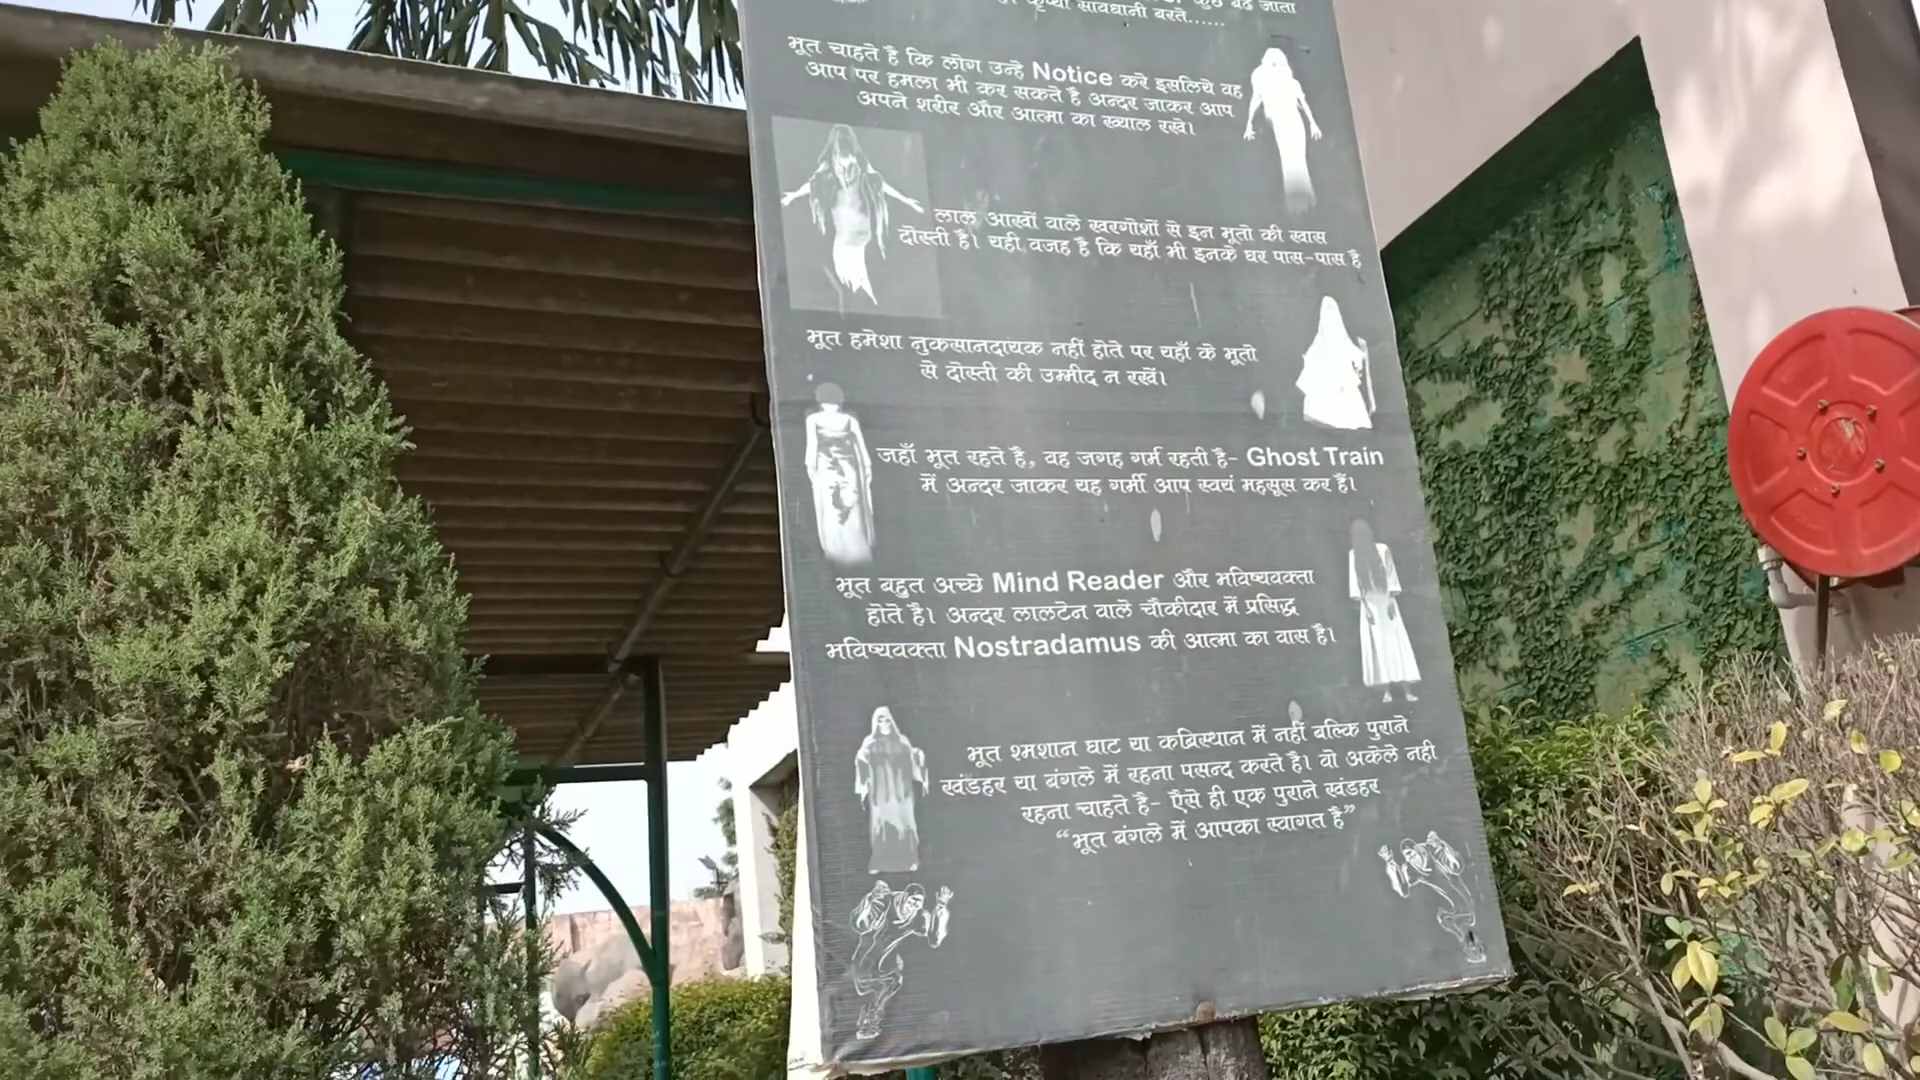 कुछ बढ़ जाता
कृप्या सावधानी बरते......
भूत चाहते है कि लोग उन्हे Notice करे इसलिये वह
आप पर हमला भी कर सकते है अन्दर जाकर आप
अपने शरीर और आत्मा का ख्याल रखे।
लाल आखों वाले खरगोशों से इन भूतो की खास
दोस्ती है। यही वजह है कि यहाँ भी इनके घर पास-पास है
भूत हमेशा नुकसानदायक नहीं होते पर यहाँ के भूतो
से दोस्ती की उम्मीद न रखें।
जहाँ भूत रहते है, वह जगह गर्म रहती है- Ghost Train
में अन्दर जाकर यह गर्मी आप स्वयं महसूस कर हैं।
भूत बहुत अच्छे Mind Reader और भविष्यवक्ता
होते है। अन्दर लालटेन वाले चौकीदार में प्रसिद्ध
भविष्यवक्ता Nostradamus की आत्मा का वास है।
भूत श्मशान घाट या कब्रिस्थान में नहीं बल्कि पुराने
खंडहर या बंगले में रहना पसन्द करते है। वो अकेले नही
रहना चाहते है- ऐसे ही एक पुराने खंडहर
“भूत बंगले में आपका स्वागत है”